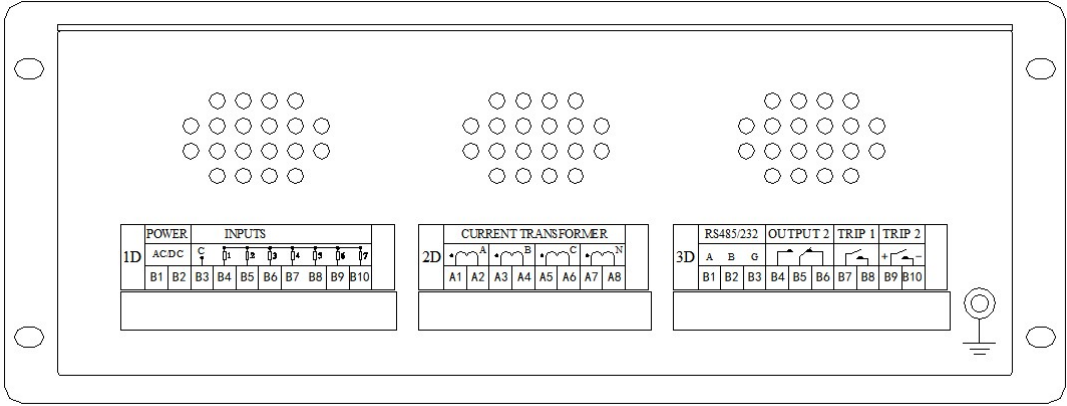 POWER INPUTS
1D AC.DC C 1 2 3 4 5 6 7
B1 B2 B3 B4 B5 B6 B7 B8 B9 B10
CURRENT TRANSFORMER
2D A B C N
A1 A2 A3 A4 A5 A6 A7 A8
RS485/232 OUTPUT 2 TRIP 1 TRIP 2
3D A B G + −
B1 B2 B3 B4 B5 B6 B7 B8 B9 B10